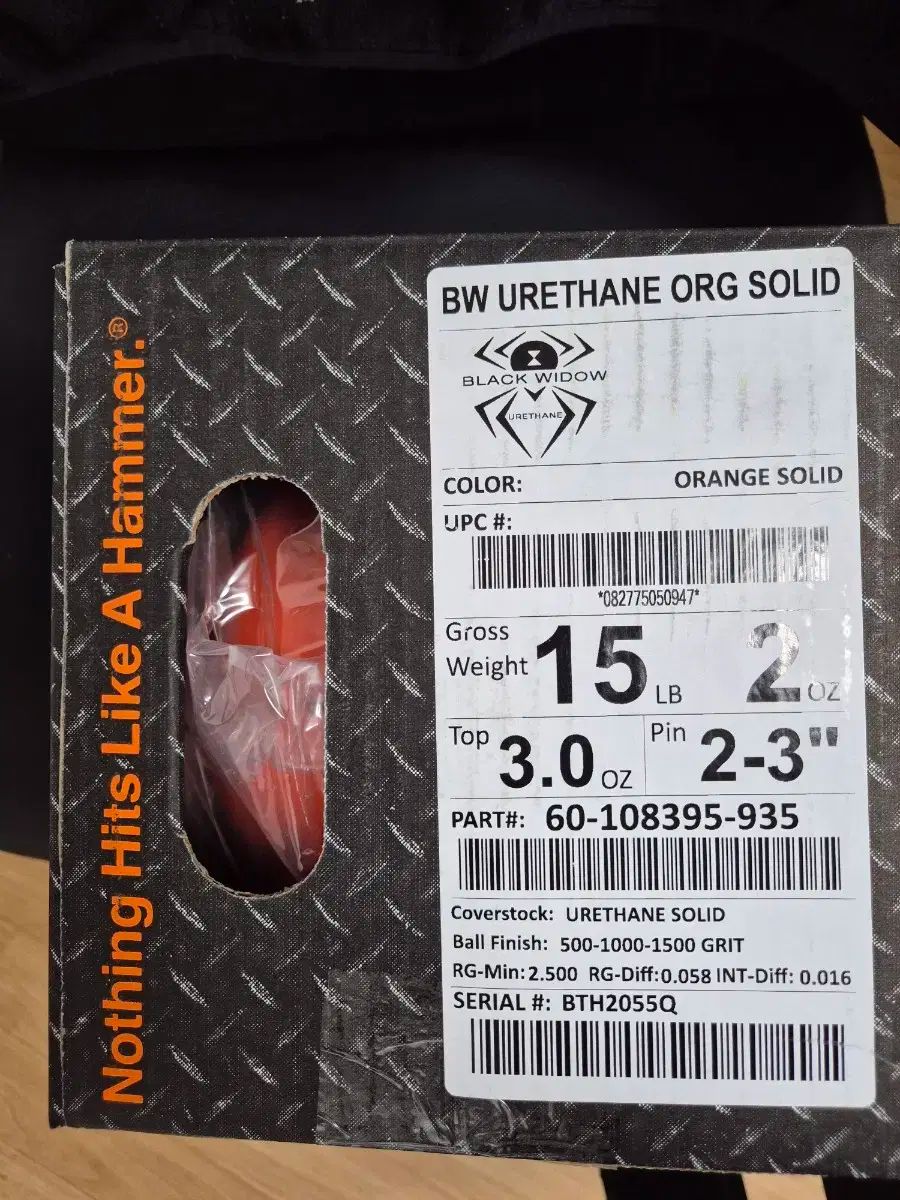 Nothing Hits Like A Hammer.®
BW URETHANE ORG SOLID
BLACK WIDOW
URETHANE
COLOR: ORANGE SOLID
UPC #:
*082775050947*
Gross Weight 15 LB 2 OZ
Top 3.0 OZ Pin 2-3"
PART#: 60-108395-935
Coverstock: URETHANE SOLID
Ball Finish: 500-1000-1500 GRIT
RG-Min: 2.500 RG-Diff: 0.058 INT-Diff: 0.016
SERIAL #: BTH2055Q